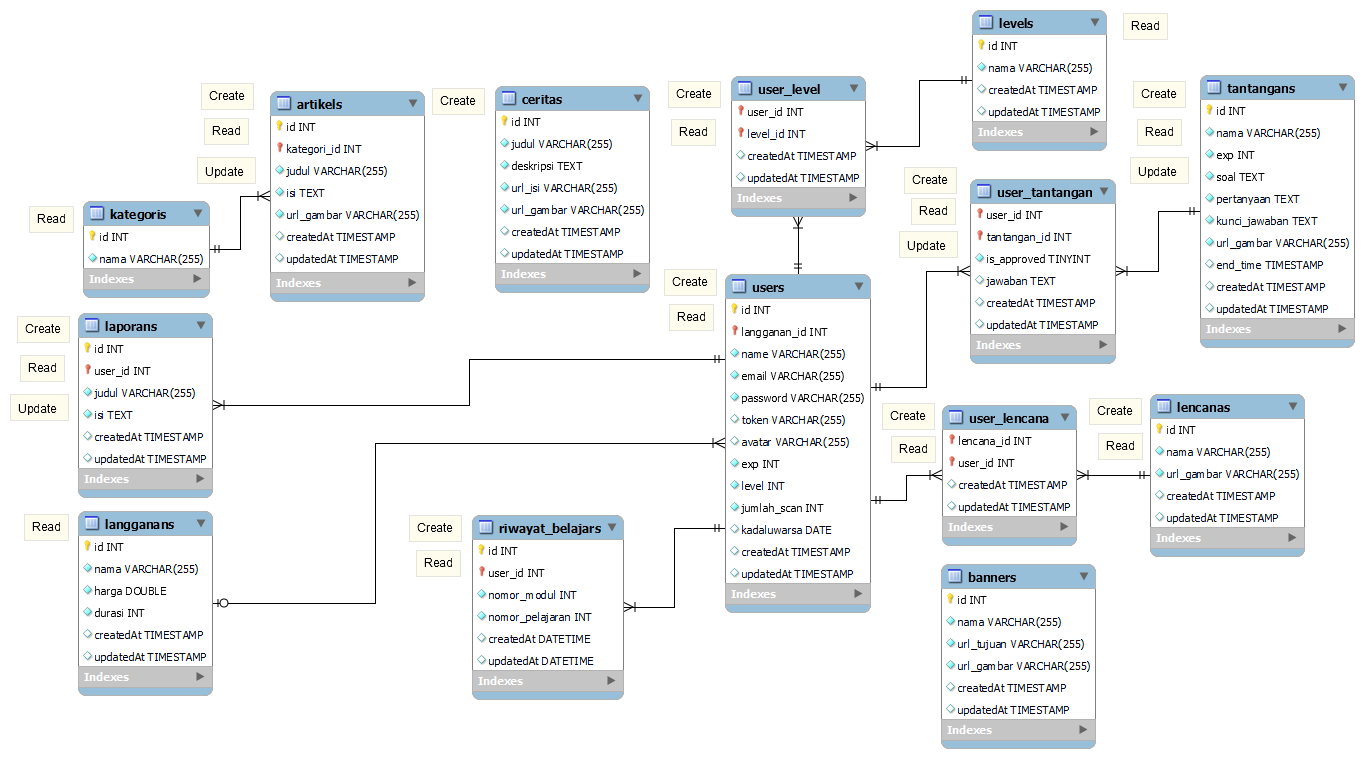 Read
kategoris
id INT
nama VARCHAR(255)
Indexes
Create
Read
Update
artikels
id INT
kategori_id INT
judul VARCHAR(255)
isi TEXT
url_gambar VARCHAR(255)
createdAt TIMESTAMP
updatedAt TIMESTAMP
Indexes
Create
ceritas
id INT
judul VARCHAR(255)
deskripsi TEXT
url_isi VARCHAR(255)
url_gambar VARCHAR(255)
createdAt TIMESTAMP
updatedAt TIMESTAMP
Indexes
Create
Read
user_level
user_id INT
level_id INT
createdAt TIMESTAMP
updatedAt TIMESTAMP
Indexes
levels
id INT
nama VARCHAR(255)
createdAt TIMESTAMP
updatedAt TIMESTAMP
Indexes
Read
Create
Read
Update
tantangans
id INT
nama VARCHAR(255)
exp INT
soal TEXT
pertanyaan TEXT
kunci_jawaban TEXT
url_gambar VARCHAR(255)
end_time TIMESTAMP
createdAt TIMESTAMP
updatedAt TIMESTAMP
Indexes
Create
Read
Update
user_tantangan
user_id INT
tantangan_id INT
is_approved TINYINT
jawaban TEXT
createdAt TIMESTAMP
updatedAt TIMESTAMP
Indexes
Create
Read
users
id INT
langganan_id INT
name VARCHAR(255)
email VARCHAR(255)
password VARCHAR(255)
token VARCHAR(255)
avatar VARCHAR(255)
exp INT
level INT
jumlah_scan INT
kadaluwarsa DATE
createdAt TIMESTAMP
updatedAt TIMESTAMP
Indexes
Create
Read
Update
laporans
id INT
user_id INT
judul VARCHAR(255)
isi TEXT
createdAt TIMESTAMP
updatedAt TIMESTAMP
Indexes
Read
langganans
id INT
nama VARCHAR(255)
harga DOUBLE
durasi INT
createdAt TIMESTAMP
updatedAt TIMESTAMP
Indexes
Create
Read
riwayat_belajars
id INT
user_id INT
nomor_modul INT
nomor_pelajaran INT
createdAt DATETIME
updatedAt DATETIME
Indexes
Create
Read
user_lencana
lencana_id INT
user_id INT
createdAt TIMESTAMP
updatedAt TIMESTAMP
Indexes
Create
Read
lencanas
id INT
nama VARCHAR(255)
url_gambar VARCHAR(255)
createdAt TIMESTAMP
updatedAt TIMESTAMP
Indexes
banners
id INT
nama VARCHAR(255)
url_tujuan VARCHAR(255)
url_gambar VARCHAR(255)
createdAt TIMESTAMP
updatedAt TIMESTAMP
Indexes